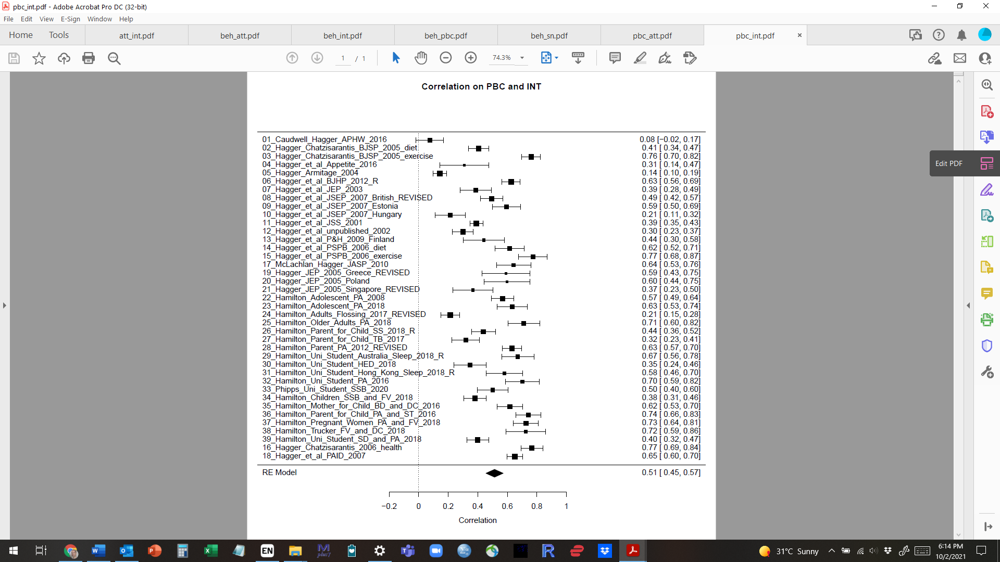 pbc_int.pdf - Adobe Acrobat Pro DC (32-bit)
File Edit View E-Sign Window Help
Home Tools att_int.pdf beh_att.pdf beh_int.pdf beh_pbc.pdf beh_sn.pdf pbc_att.pdf pbc_int.pdf ×
1 / 1 74.3%
Correlation on PBC and INT
01_Caudwell_Hagger_APHW_2016 0.08 [−0.02, 0.17]
02_Hagger_Chatzisarantis_BJSP_2005_diet 0.41 [ 0.34, 0.47]
03_Hagger_Chatzisarantis_BJSP_2005_exercise 0.76 [ 0.70, 0.82]
04_Hagger_et_al_Appetite_2016 0.31 [ 0.14, 0.47]
05_Hagger_Armitage_2004 0.14 [ 0.10, 0.19]
06_Hagger_et_al_BJHP_2012_R 0.63 [ 0.56, 0.69]
07_Hagger_et_al_JEP_2003 0.39 [ 0.28, 0.49]
08_Hagger_et_al_JSEP_2007_British_REVISED 0.49 [ 0.42, 0.57]
09_Hagger_et_al_JSEP_2007_Estonia 0.59 [ 0.50, 0.69]
10_Hagger_et_al_JSEP_2007_Hungary 0.21 [ 0.11, 0.32]
11_Hagger_et_al_JSS_2001 0.39 [ 0.35, 0.43]
12_Hagger_et_al_unpublished_2002 0.30 [ 0.23, 0.37]
13_Hagger_et_al_P&H_2009_Finland 0.44 [ 0.30, 0.58]
14_Hagger_et_al_PSPB_2006_diet 0.62 [ 0.52, 0.71]
15_Hagger_et_al_PSPB_2006_exercise 0.77 [ 0.68, 0.87]
17_McLachlan_Hagger_JASP_2010 0.64 [ 0.53, 0.76]
19_Hagger_JEP_2005_Greece_REVISED 0.59 [ 0.43, 0.75]
20_Hagger_JEP_2005_Poland 0.60 [ 0.44, 0.75]
21_Hagger_JEP_2005_Singapore_REVISED 0.37 [ 0.23, 0.50]
22_Hamilton_Adolescent_PA_2008 0.57 [ 0.49, 0.64]
23_Hamilton_Adolescent_PA_2018 0.63 [ 0.53, 0.74]
24_Hamilton_Adults_Flossing_2017_REVISED 0.21 [ 0.15, 0.28]
25_Hamilton_Older_Adults_PA_2018 0.71 [ 0.60, 0.82]
26_Hamilton_Parent_for_Child_SS_2018_R 0.44 [ 0.36, 0.52]
27_Hamilton_Parent_for_Child_TB_2017 0.32 [ 0.23, 0.41]
28_Hamilton_Parent_PA_2012_REVISED 0.63 [ 0.57, 0.70]
29_Hamilton_Uni_Student_Australia_Sleep_2018_R 0.67 [ 0.56, 0.78]
30_Hamilton_Uni_Student_HED_2018 0.35 [ 0.24, 0.46]
31_Hamilton_Uni_Student_Hong_Kong_Sleep_2018_R 0.58 [ 0.46, 0.70]
32_Hamilton_Uni_Student_PA_2016 0.70 [ 0.59, 0.82]
33_Phipps_Uni_Student_SSB_2020 0.50 [ 0.40, 0.60]
34_Hamilton_Children_SSB_and_FV_2018 0.38 [ 0.31, 0.46]
35_Hamilton_Mother_for_Child_BD_and_DC_2016 0.62 [ 0.53, 0.70]
36_Hamilton_Parent_for_Child_PA_and_ST_2016 0.74 [ 0.66, 0.83]
37_Hamilton_Pregnant_Women_PA_and_FV_2018 0.73 [ 0.64, 0.81]
38_Hamilton_Trucker_FV_and_DC_2018 0.72 [ 0.59, 0.86]
39_Hamilton_Uni_Student_SD_and_PA_2018 0.40 [ 0.32, 0.47]
16_Hagger_Chatzisarantis_2006_health 0.77 [ 0.69, 0.84]
18_Hagger_et_al_PAID_2007 0.65 [ 0.60, 0.70]
RE Model 0.51 [ 0.45, 0.57]
−0.2 0 0.2 0.4 0.6 0.8 1
Correlation
Edit PDF
EN
31°C Sunny
6:14 PM
10/2/2021